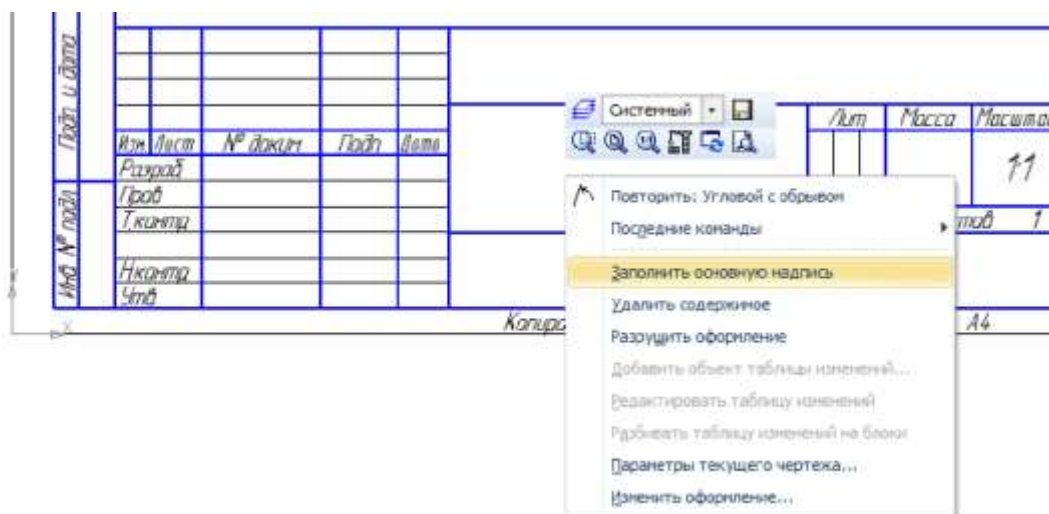 Подп и дата
Инв № подл
Изм Лист № докум Подп Дата
Разраб
Пров
Т.контр
Н.контр
Утв
Лит Масса Масштаб
1:1
1
А4
Системный
Повторить: Угловой с обрывом
Последние команды
Заполнить основную надпись
Удалить содержимое
Разрушить оформление
Добавить объект таблицы изменений...
Редактировать таблицу изменений
Разбивать таблицу изменений на блоки
Параметры текущего чертежа...
Изменить оформление...